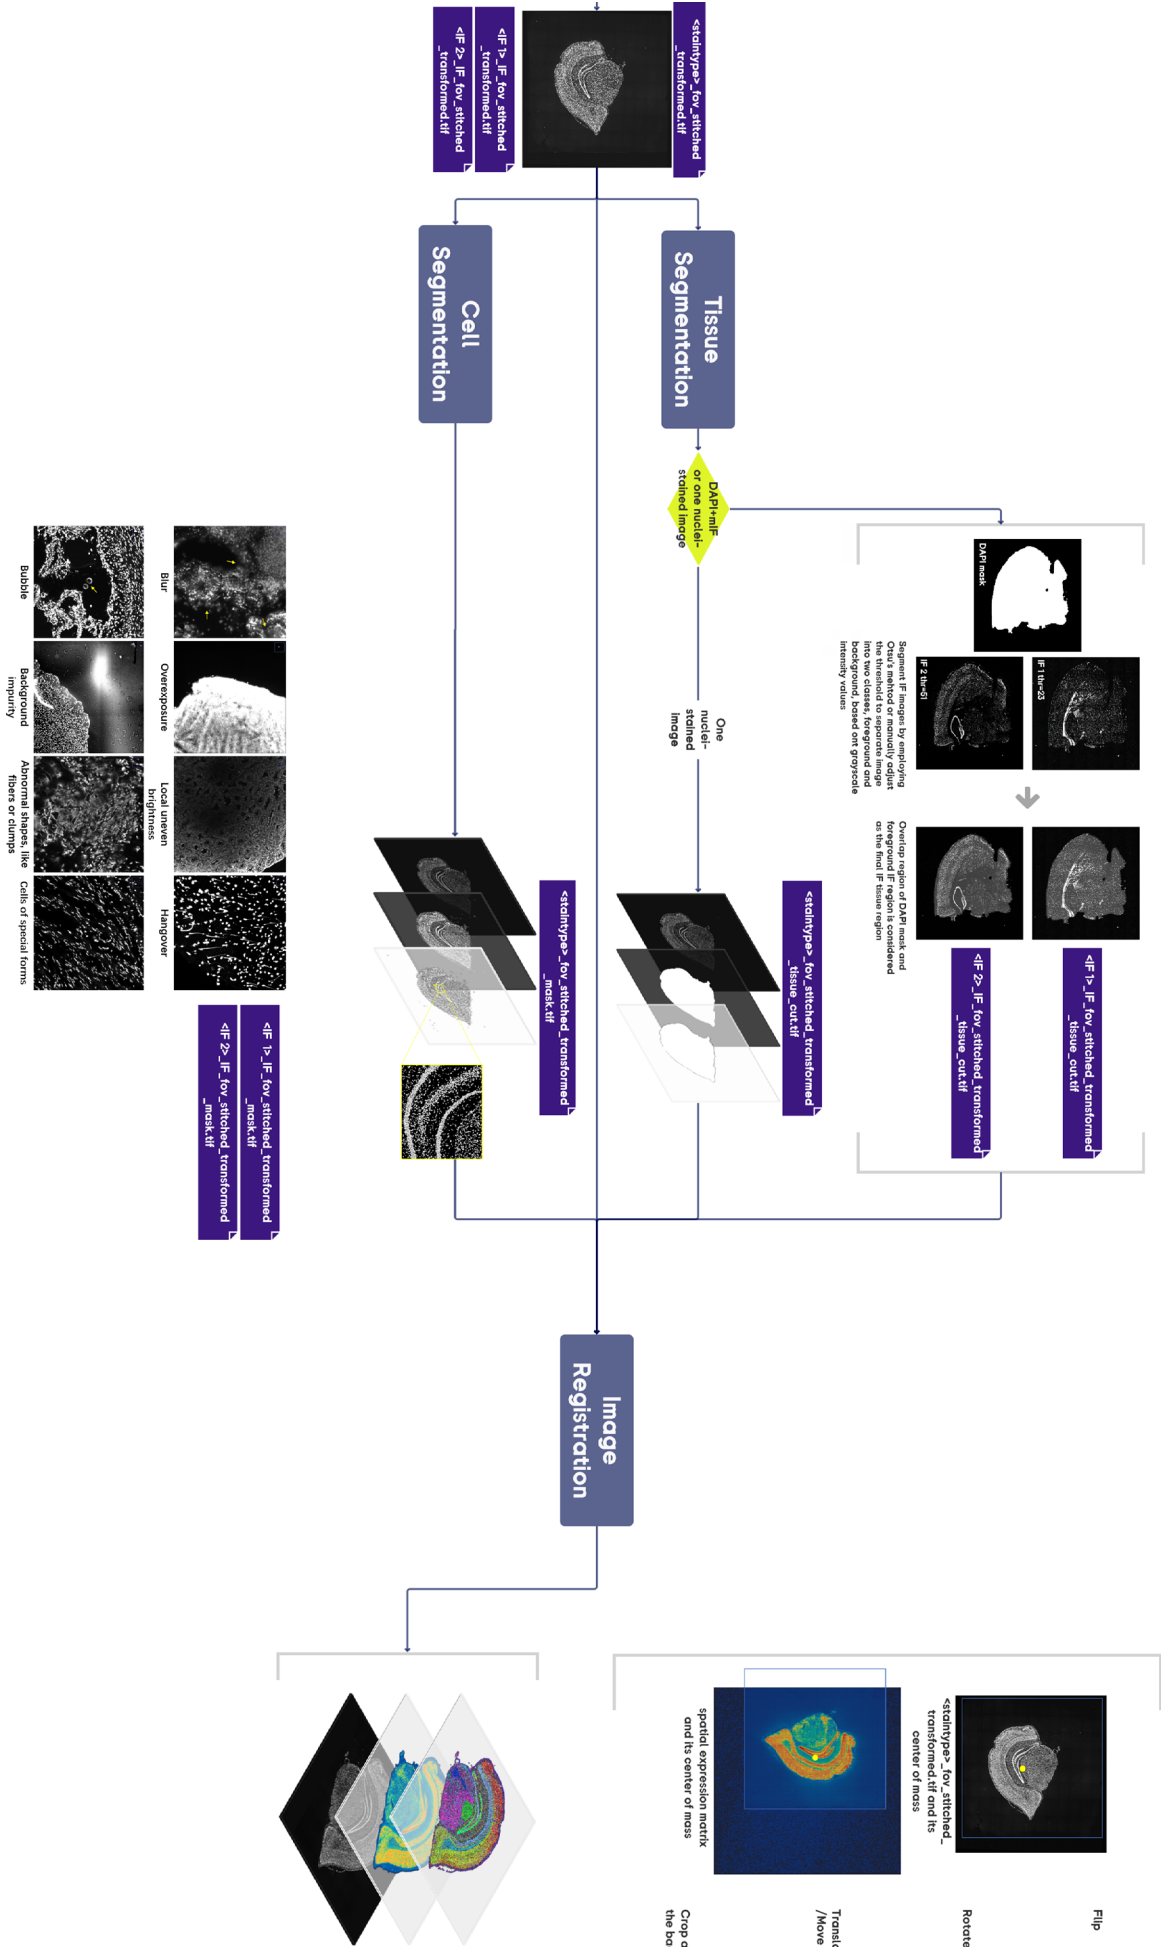 <staintype>_fov_stitched
_transformed.tif
<IF 1>_IF_fov_stitched
_transformed.tif
<IF 2>_IF_fov_stitched
_transformed.tif
Tissue
Segmentation
Cell
Segmentation
DAPI+mIF
or one nuclei-
stained image
One
nuclei-
stained
image
DAPI mask
IF 1 thr=23
IF 2 thr=51
Segment IF images by employing
Otsu's mehtod or manually adjust
the threshold to separate image
into two classes, foreground and
background, based ont grayscale
intensity values
Overlap region of DAPI mask and
foreground IF region is considered
as the final IF tissue region
<IF 1>_IF_fov_stitched_transformed
_tissue_cut.tif
<IF 2>_IF_fov_stitched_transformed
_tissue_cut.tif
<staintype>_fov_stitched_transformed
_tissue_cut.tif
<staintype>_fov_stitched_transformed
_mask.tif
Blur
Overexposure
Local uneven
brightness
Hangover
Bubble
Background
impurity
Abnormal shapes, like
fibers or clumps
Cells of special forms
<IF 1>_IF_fov_stitched_transformed
_mask.tif
<IF 2>_IF_fov_stitched_transformed
_mask.tif
Image
Registration
<staintype>_fov_stitched_
transformed.tif and its
center of mass
spatial expression matrix
and its center of mass
Flip
Rotate
/Move
Crop
the